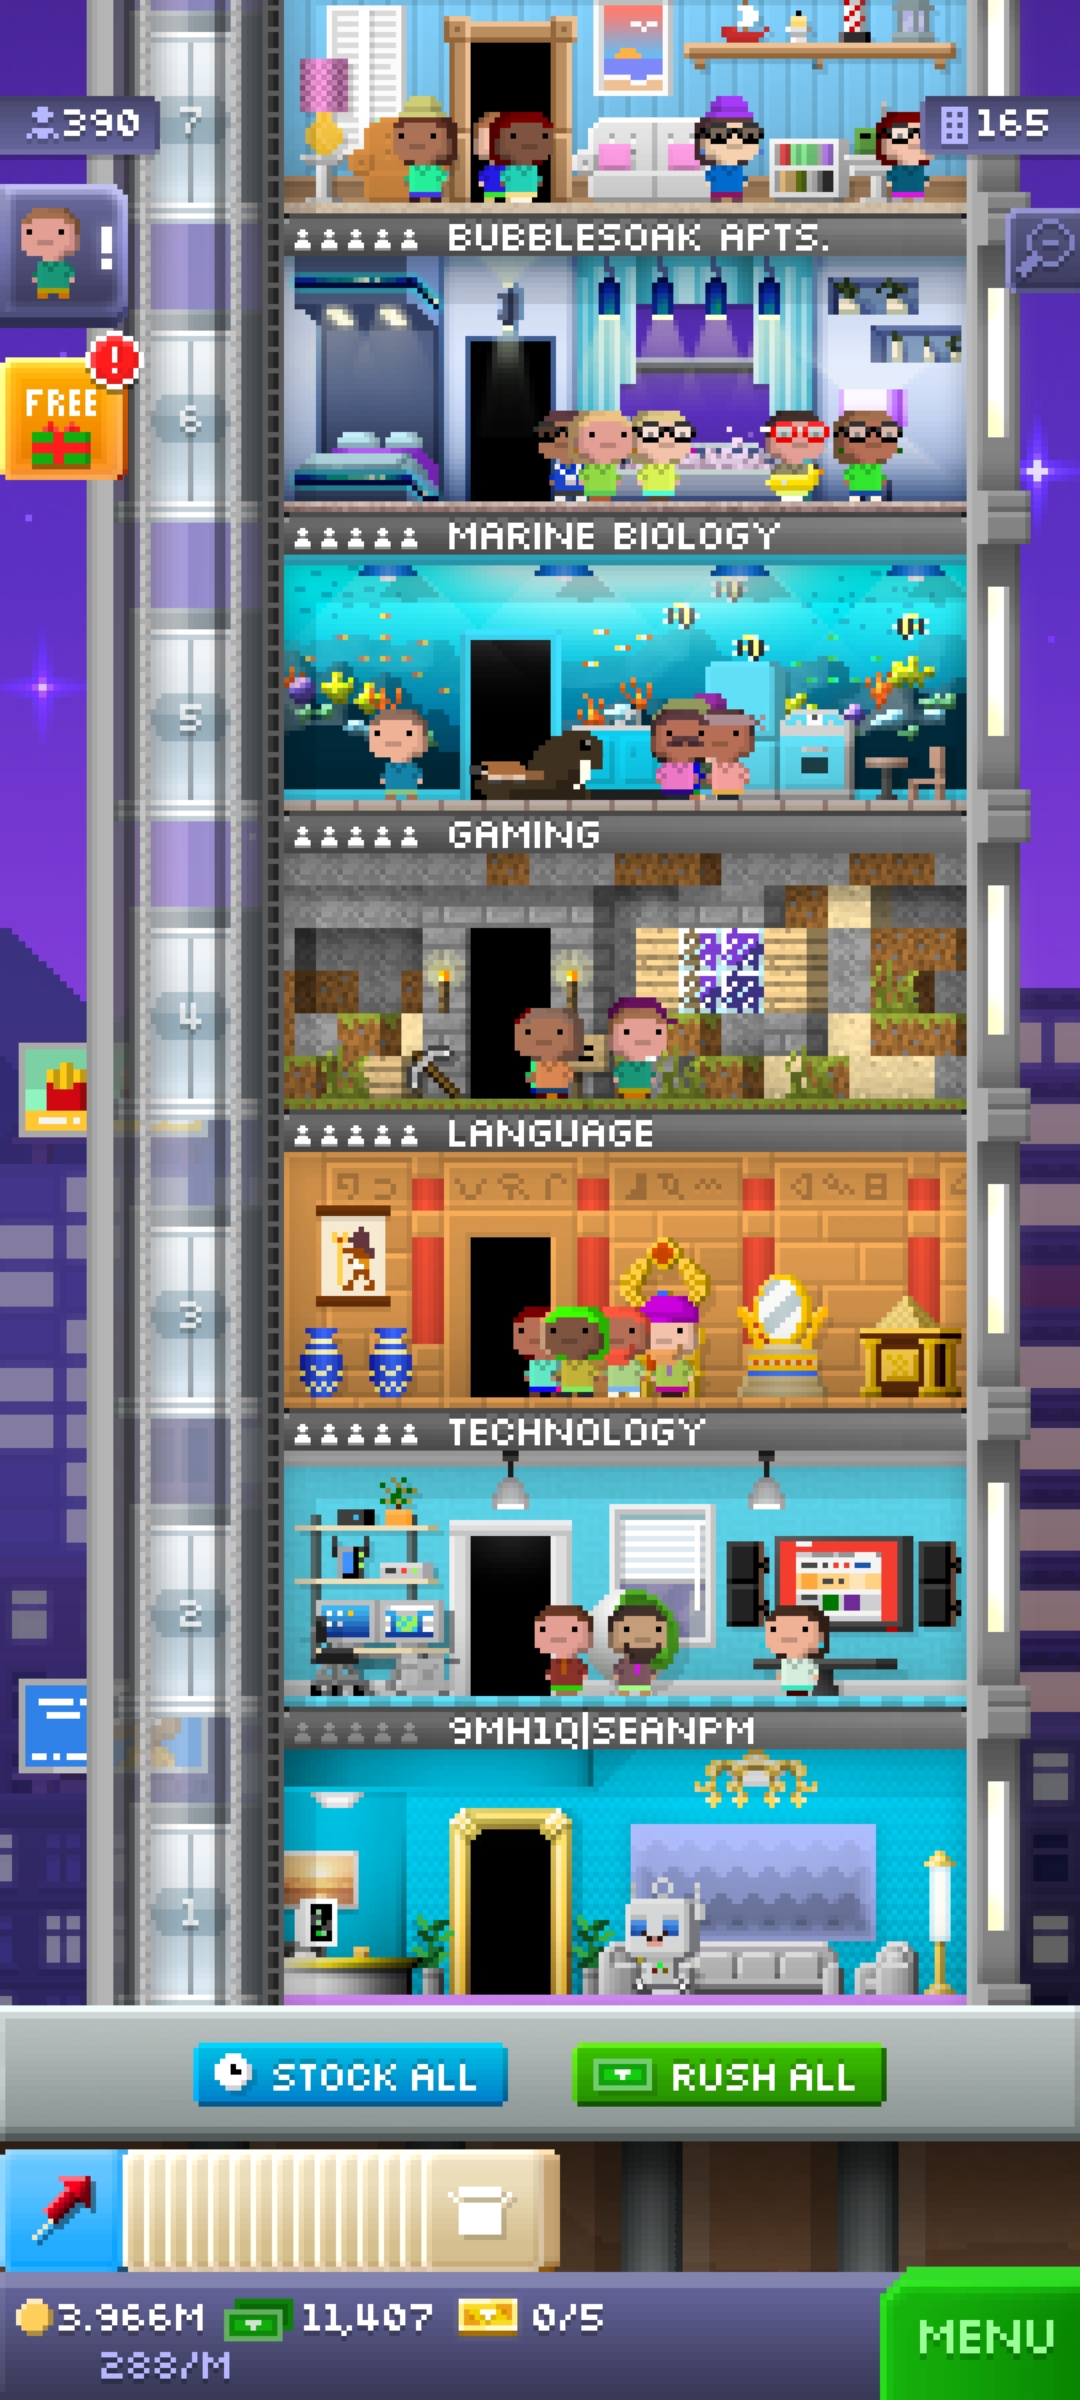 7
390
165
!
BUBBLESOAK APTS.
!
FREE
6
MARINE BIOLOGY
5
GAMING
4
LANGUAGE
3
TECHNOLOGY
2
9MH1Q|SEANPM
1
STOCK ALL
RUSH ALL
3.966M
11,407
0/5
288/M
MENU